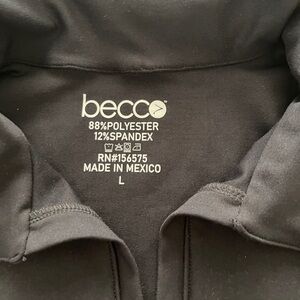 becco
88%POLYESTER
12%SPANDEX
RN#156575
MADE IN MEXICO
L